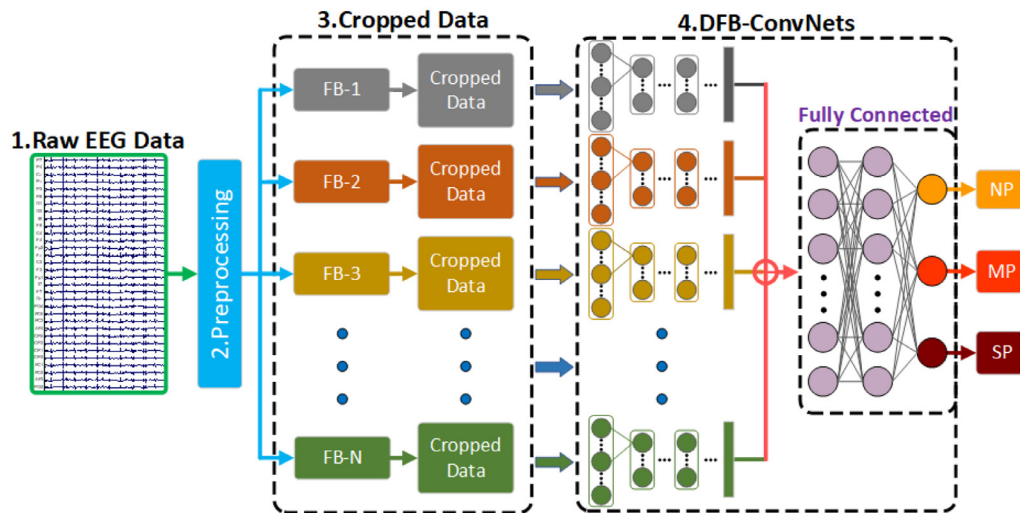 3.Cropped Data
4.DFB-ConvNets
1.Raw EEG Data
2.Preprocessing
FB-1
Cropped
Data
FB-2
Cropped
Data
FB-3
Cropped
Data
FB-N
Cropped
Data
Fully Connected
NP
MP
SP